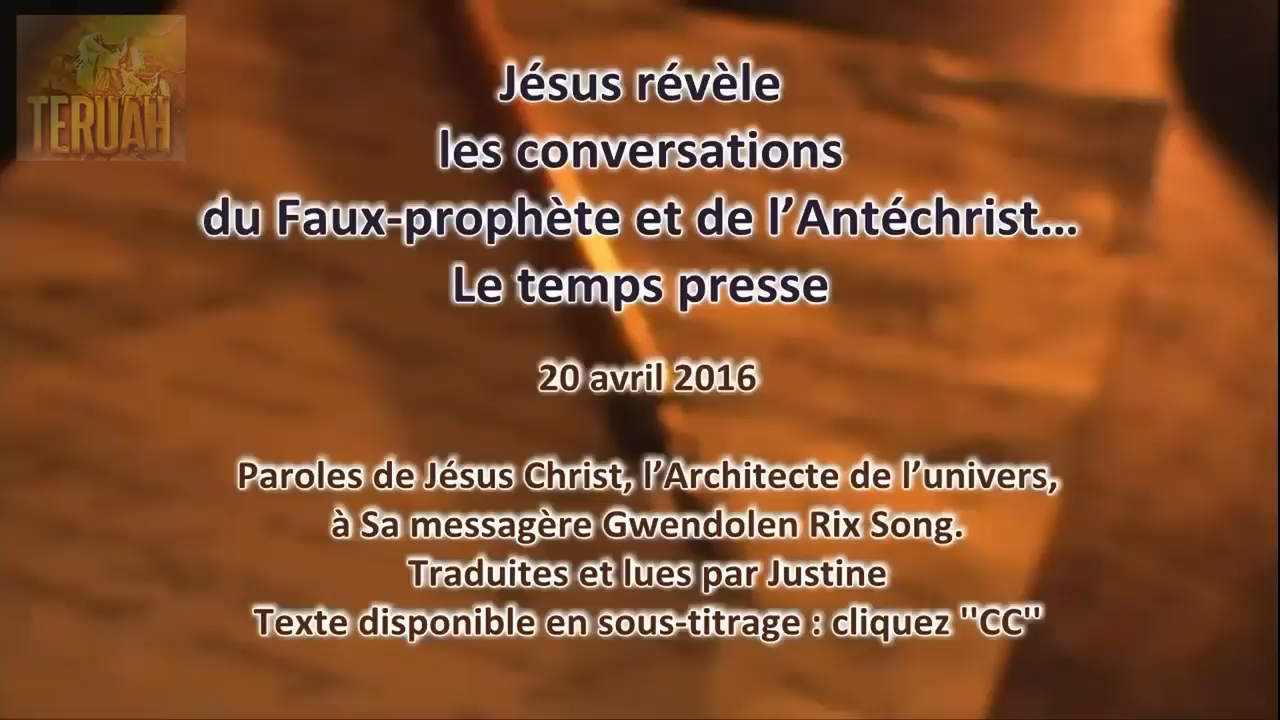 TERUAH
Jésus révèle
les conversations
du Faux-prophète et de l’Antéchrist...
Le temps presse
20 avril 2016
Paroles de Jésus Christ, l’Architecte de l’univers,
à Sa messagère Gwendolen Rix Song.
Traduites et lues par Justine
Texte disponible en sous-titrage : cliquez "CC"